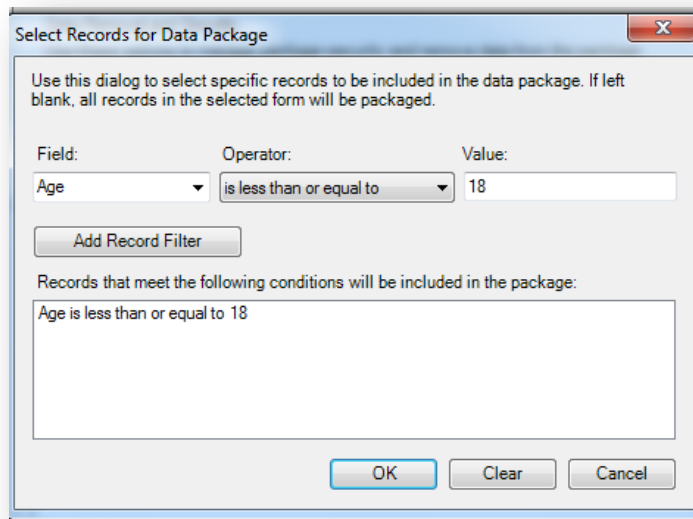 Select Records for Data Package
Use this dialog to select specific records to be included in the data package. If left
blank, all records in the selected form will be packaged.
Field:
Operator:
Value:
Age
is less than or equal to
18
Add Record Filter
Records that meet the following conditions will be included in the package:
Age is less than or equal to 18
OK
Clear
Cancel